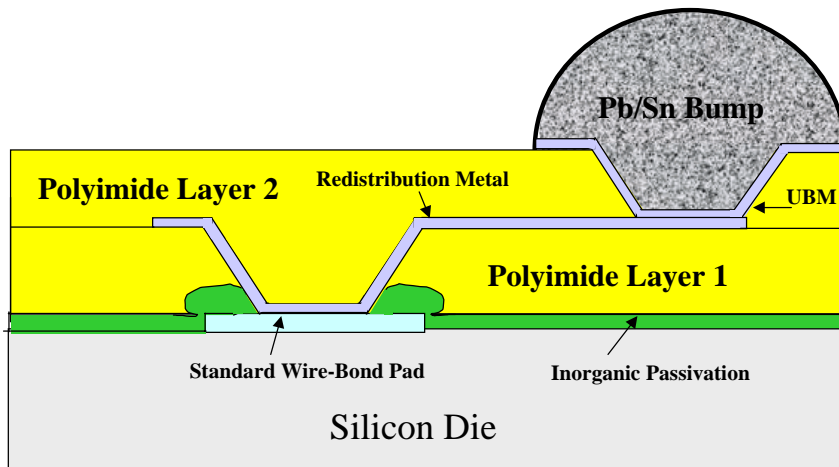 Pb/Sn Bump
Redistribution Metal
Polyimide Layer 2
UBM
Polyimide Layer 1
Standard Wire-Bond Pad
Inorganic Passivation
Silicon Die